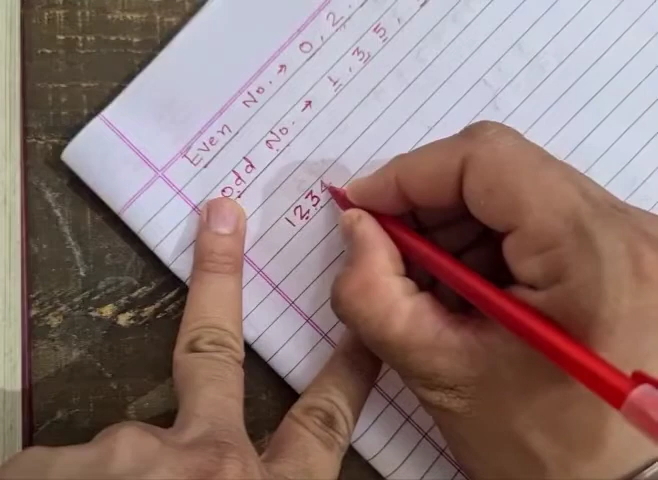 Even No. → 0, 2,
Odd No. → 1, 3, 5,
1234